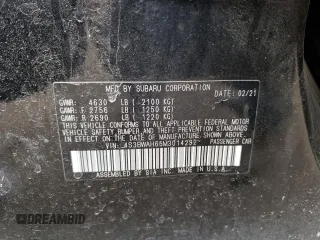 MFD BY SUBARU CORPORATION
DATE: 02/21
GVWR: 4630 LB ( 2100 KG)
GAWR: F. 2756 LB ( 1250 KG)
GAWR: R. 2690 LB ( 1220 KG)
THIS VEHICLE CONFORMS TO ALL APPLICABLE
FEDERAL MOTOR VEHICLE SAFETY, BUMPER AND THEFT
PREVENTION STANDARDS IN EFFECT ON THE DATE OF
MANUFACTURE SHOWN ABOVE.
VIN: 4S3BWAH65M3014292 PASSENGER CAR
ASSEMBLED BY SIA INC. MADE IN U.S.A.
DREAMBID